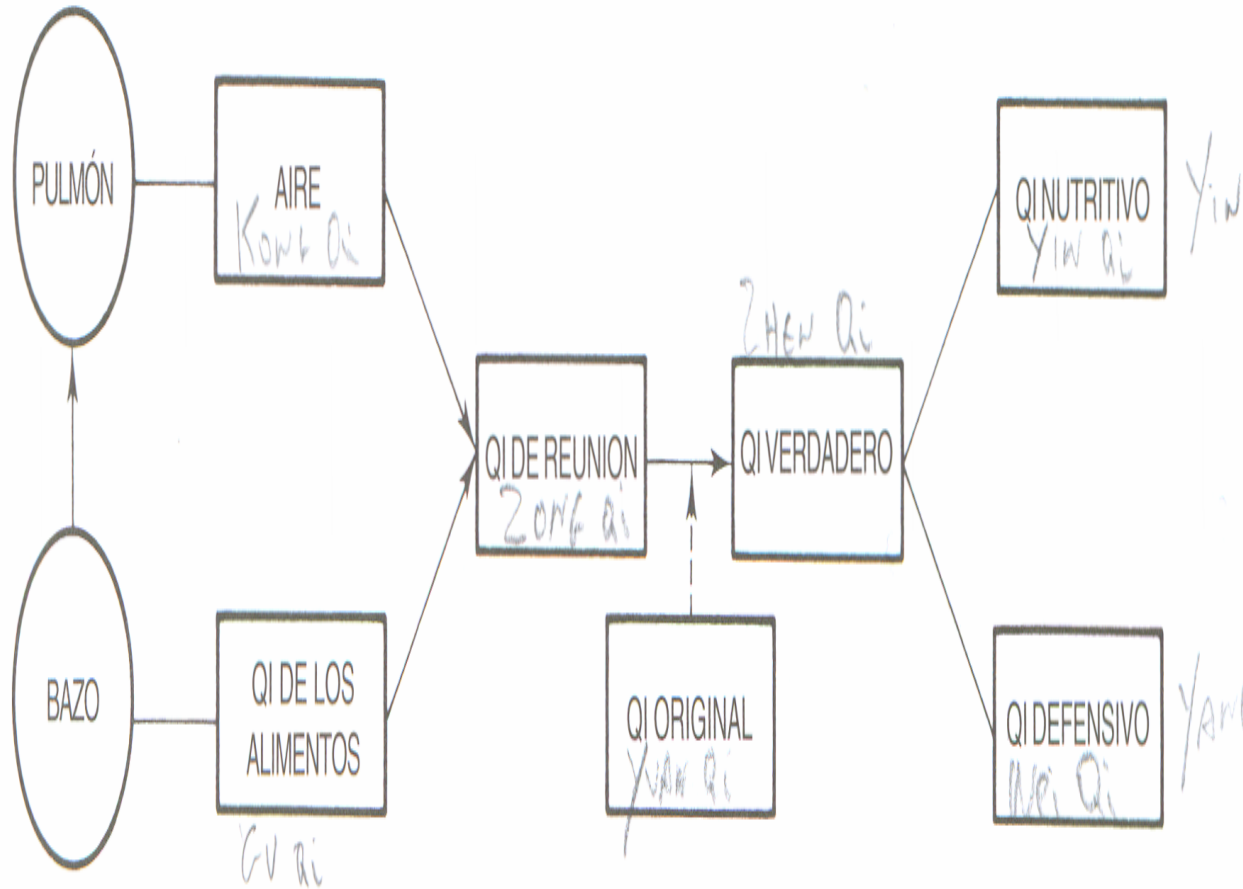 PULMÓN
AIRE
KONG Qi
QI NUTRITIVO
YIN Qi
YiN
ZHEN Qi
QI DE REUNION
ZONG Qi
QI VERDADERO
BAZO
QI DE LOS
ALIMENTOS
GU Qi
QI ORIGINAL
YUAN Qi
QI DEFENSIVO
Wei Qi
YANG